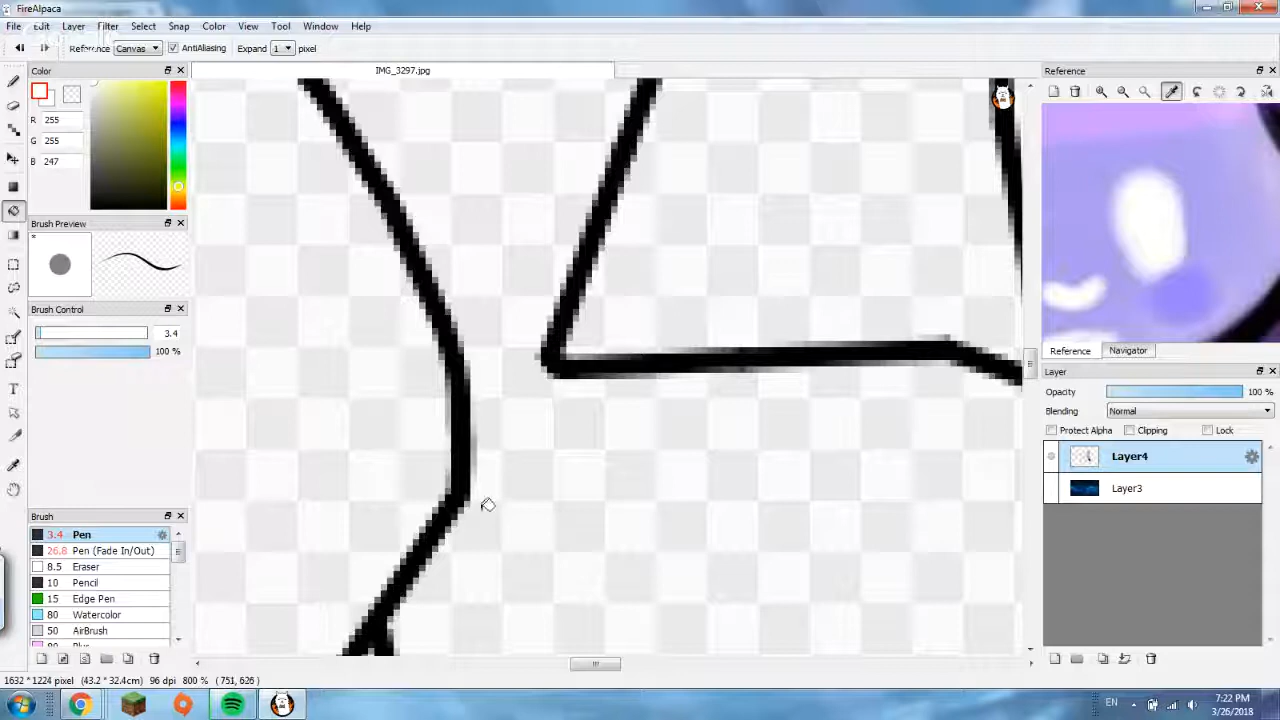 FireAlpaca
File Edit Layer Filter Select Snap Color View Tool Window Help
Reference Canvas AntiAliasing Expand 1 pixel
Color
IMG_3297.jpg
Reference
R 255
G 255
B 247
Brush Preview
*
Brush Control
3.4
100 %
Reference Navigator
Layer
Opacity 100 %
Blending Normal
Protect Alpha Clipping Lock
Layer4
Layer3
Brush
3.4 Pen
26.8 Pen (Fade In/Out)
8.5 Eraser
10 Pencil
15 Edge Pen
80 Watercolor
50 AirBrush
1632 * 1224 pixel (43.2 * 32.4cm) 96 dpi 800 % (751, 626)
EN
7:22 PM
3/26/2018